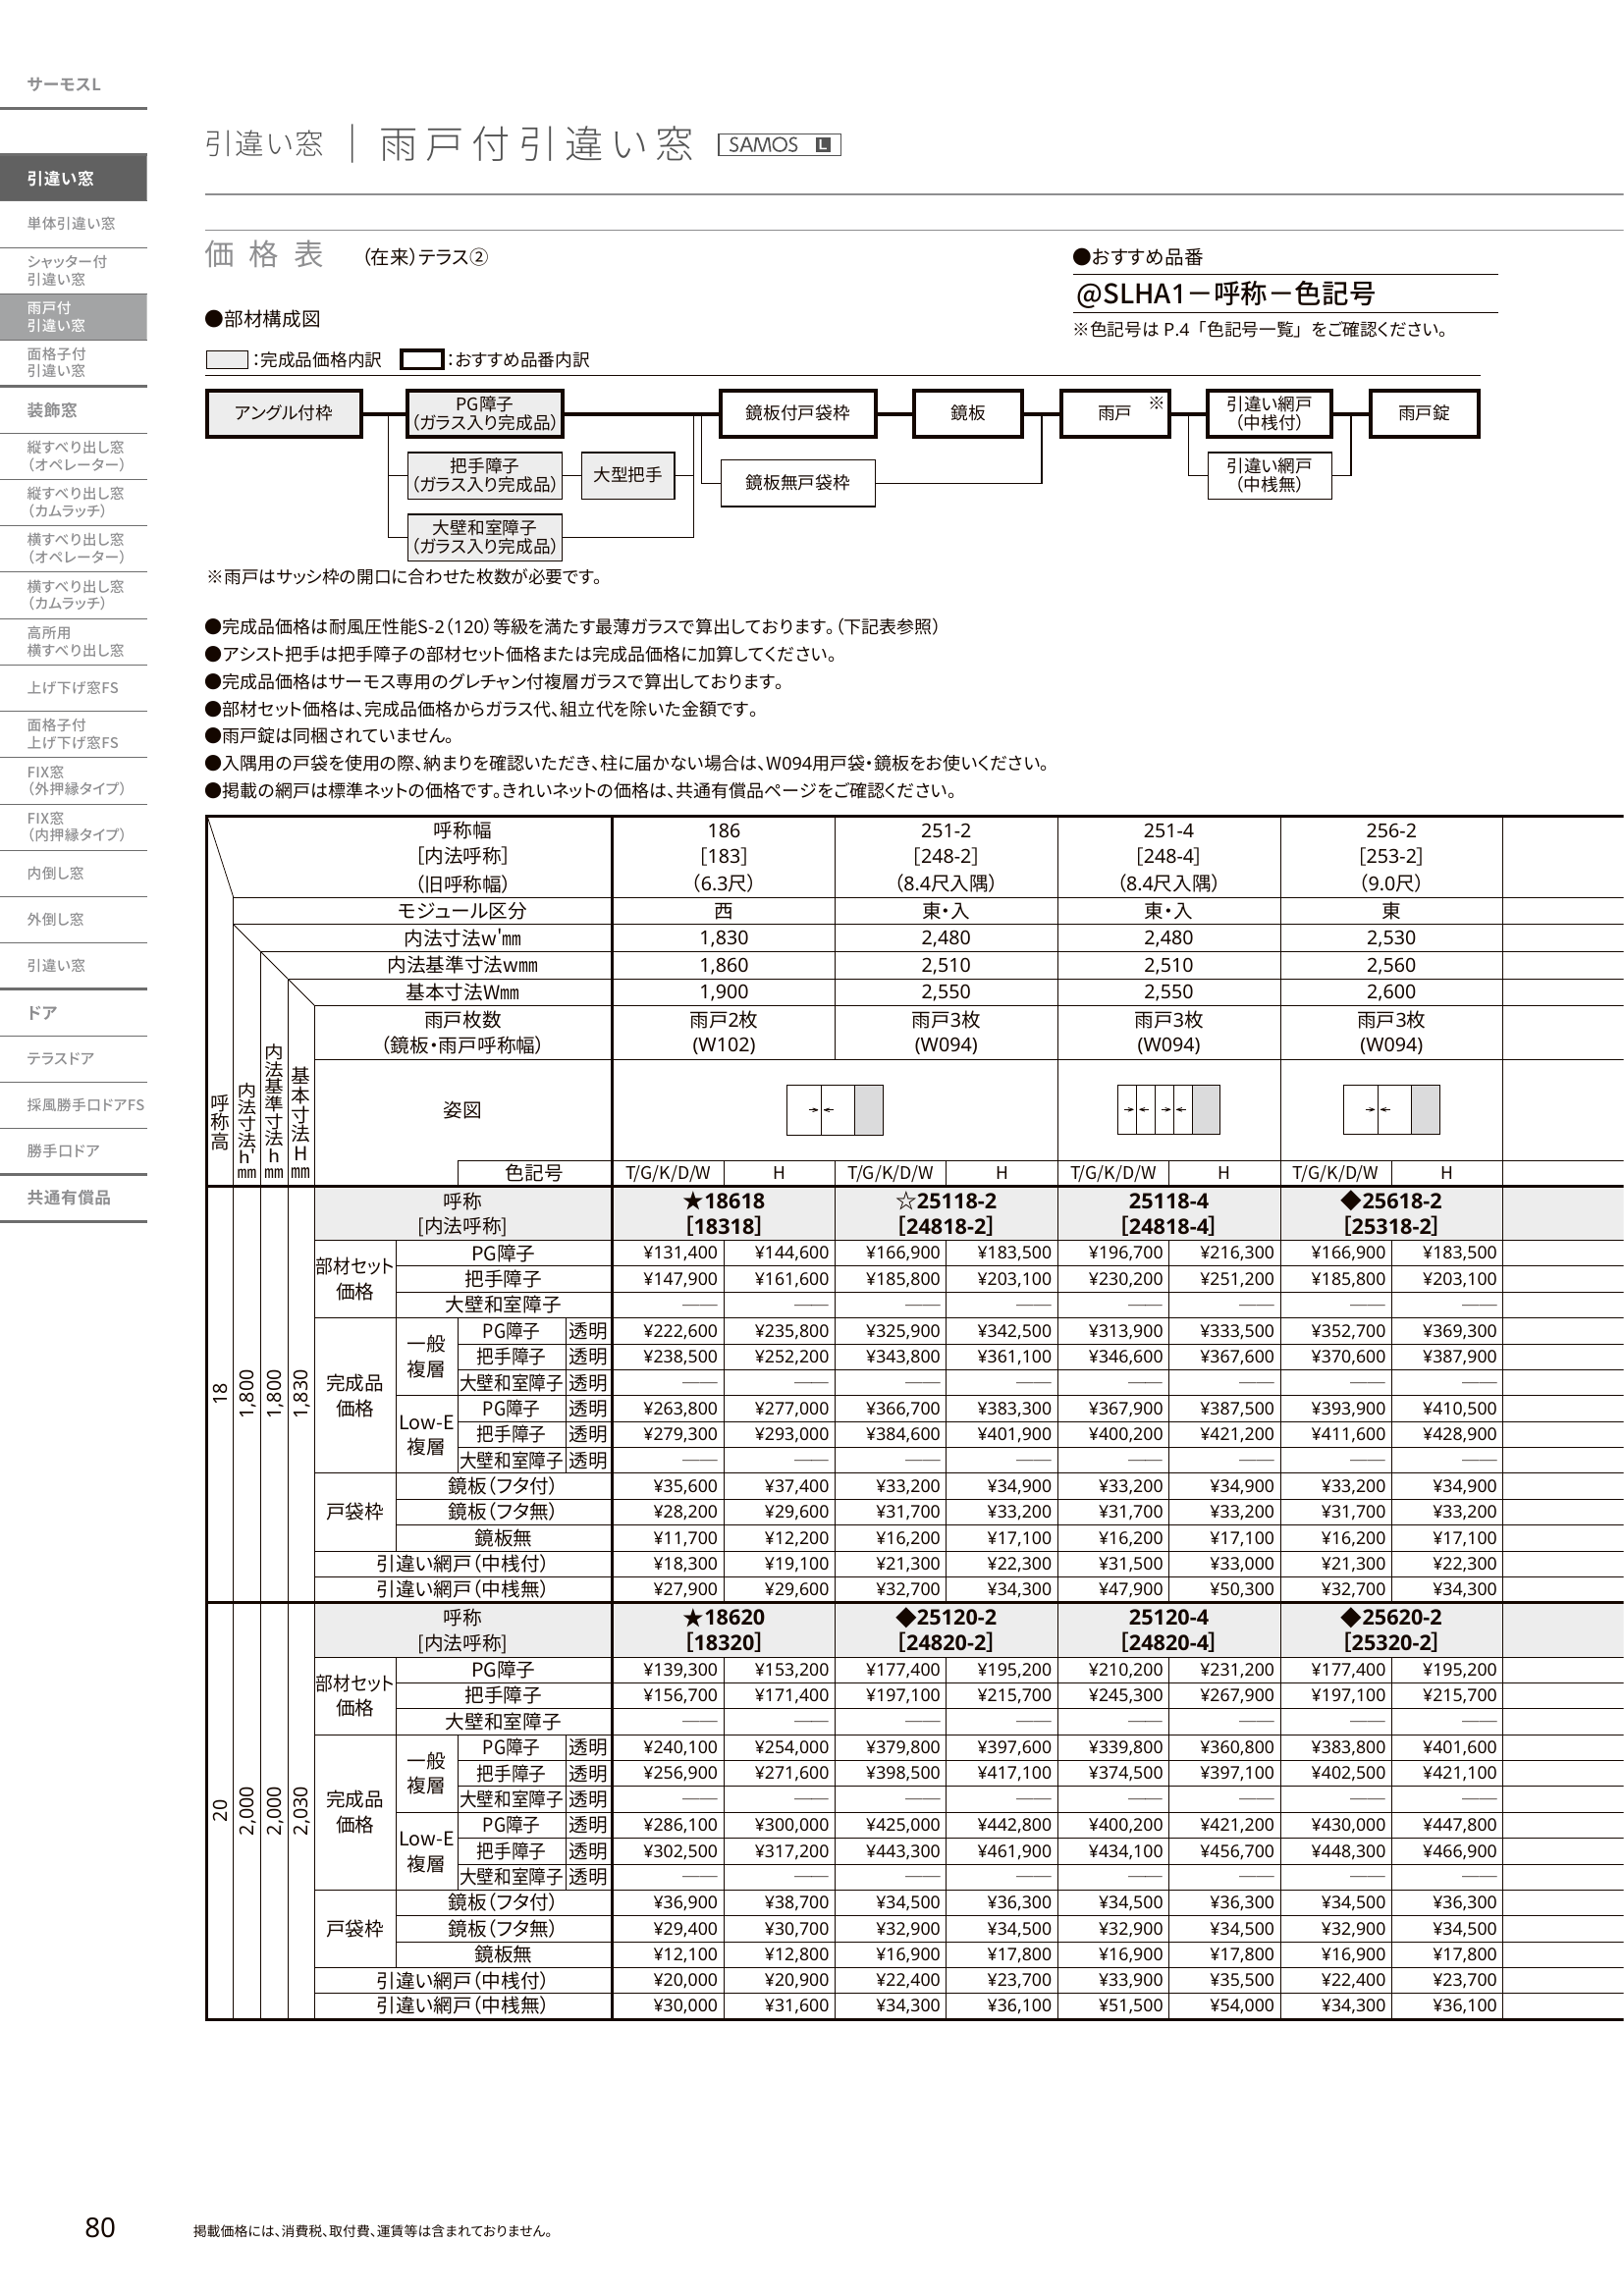 サーモスL
引違い窓
単体引違い窓
シャッター付
引違い窓
雨戸付
引違い窓
面格子付
引違い窓
装飾窓
縦すべり出し窓
（オペレーター）
縦すべり出し窓
（カムラッチ）
横すべり出し窓
（オペレーター）
横すべり出し窓
（カムラッチ）
高所用
横すべり出し窓
上げ下げ窓FS
面格子付
上げ下げ窓FS
FIX窓
（外押縁タイプ）
FIX窓
（内押縁タイプ）
内倒し窓
外倒し窓
引違い窓
ドア
テラスドア
採風勝手口ドアFS
勝手口ドア
共通有償品
引違い窓｜雨戸付引違い窓 SAMOS L
価格表 （在来）テラス②
●おすすめ品番
@SLHA1－呼称－色記号
※色記号は P.4「色記号一覧」をご確認ください。
●部材構成図
：完成品価格内訳 ：おすすめ品番内訳
アングル付枠 PG障子（ガラス入り完成品） 鏡板付戸袋枠 鏡板 雨戸※ 引違い網戸（中桟付） 雨戸錠
把手障子（ガラス入り完成品） 大型把手 鏡板無戸袋枠 引違い網戸（中桟無）
大壁和室障子（ガラス入り完成品）
※雨戸はサッシ枠の開口に合わせた枚数が必要です。
●完成品価格は耐風圧性能S-2（120）等級を満たす最薄ガラスで算出しております。（下記表参照）
●アシスト把手は把手障子の部材セット価格または完成品価格に加算してください。
●完成品価格はサーモス専用のグレチャン付複層ガラスで算出しております。
●部材セット価格は、完成品価格からガラス代、組立代を除いた金額です。
●雨戸錠は同梱されていません。
●入隅用の戸袋を使用の際、納まりを確認いただき、柱に届かない場合は、W094用戸袋・鏡板をお使いください。
●掲載の網戸は標準ネットの価格です。きれいネットの価格は、共通有償品ページをご確認ください。
呼称幅 186 251-2 251-4 256-2
［内法呼称］ ［183］ ［248-2］ ［248-4］ ［253-2］
（旧呼称幅） （6.3尺） （8.4尺入隅） （8.4尺入隅） （9.0尺）
モジュール区分 西 東・入 東・入 東
内法寸法w'㎜ 1,830 2,480 2,480 2,530
内法基準寸法w㎜ 1,860 2,510 2,510 2,560
基本寸法W㎜ 1,900 2,550 2,550 2,600
雨戸枚数 雨戸2枚 雨戸3枚 雨戸3枚 雨戸3枚
（鏡板・雨戸呼称幅） (W102) (W094) (W094) (W094)
呼称高 内法寸法h'㎜ 内法基準寸法h㎜ 基本寸法H㎜
姿図
色記号 T/G/K/D/W H T/G/K/D/W H T/G/K/D/W H T/G/K/D/W H
18 1,800 1,800 1,830
呼称 ★18618 ☆25118-2 25118-4 ◆25618-2
[内法呼称] ［18318］ ［24818-2］ ［24818-4］ ［25318-2］
部材セット価格
PG障子 ¥131,400 ¥144,600 ¥166,900 ¥183,500 ¥196,700 ¥216,300 ¥166,900 ¥183,500
把手障子 ¥147,900 ¥161,600 ¥185,800 ¥203,100 ¥230,200 ¥251,200 ¥185,800 ¥203,100
大壁和室障子 ―― ―― ―― ―― ―― ―― ―― ――
完成品価格
一般複層
PG障子 透明 ¥222,600 ¥235,800 ¥325,900 ¥342,500 ¥313,900 ¥333,500 ¥352,700 ¥369,300
把手障子 透明 ¥238,500 ¥252,200 ¥343,800 ¥361,100 ¥346,600 ¥367,600 ¥370,600 ¥387,900
大壁和室障子 透明 ―― ―― ―― ―― ―― ―― ―― ――
Low-E複層
PG障子 透明 ¥263,800 ¥277,000 ¥366,700 ¥383,300 ¥367,900 ¥387,500 ¥393,900 ¥410,500
把手障子 透明 ¥279,300 ¥293,000 ¥384,600 ¥401,900 ¥400,200 ¥421,200 ¥411,600 ¥428,900
大壁和室障子 透明 ―― ―― ―― ―― ―― ―― ―― ――
戸袋枠
鏡板（フタ付） ¥35,600 ¥37,400 ¥33,200 ¥34,900 ¥33,200 ¥34,900 ¥33,200 ¥34,900
鏡板（フタ無） ¥28,200 ¥29,600 ¥31,700 ¥33,200 ¥31,700 ¥33,200 ¥31,700 ¥33,200
鏡板無 ¥11,700 ¥12,200 ¥16,200 ¥17,100 ¥16,200 ¥17,100 ¥16,200 ¥17,100
引違い網戸（中桟付） ¥18,300 ¥19,100 ¥21,300 ¥22,300 ¥31,500 ¥33,000 ¥21,300 ¥22,300
引違い網戸（中桟無） ¥27,900 ¥29,600 ¥32,700 ¥34,300 ¥47,900 ¥50,300 ¥32,700 ¥34,300
20 2,000 2,000 2,030
呼称 ★18620 ◆25120-2 25120-4 ◆25620-2
[内法呼称] ［18320］ ［24820-2］ ［24820-4］ ［25320-2］
部材セット価格
PG障子 ¥139,300 ¥153,200 ¥177,400 ¥195,200 ¥210,200 ¥231,200 ¥177,400 ¥195,200
把手障子 ¥156,700 ¥171,400 ¥197,100 ¥215,700 ¥245,300 ¥267,900 ¥197,100 ¥215,700
大壁和室障子 ―― ―― ―― ―― ―― ―― ―― ――
完成品価格
一般複層
PG障子 透明 ¥240,100 ¥254,000 ¥379,800 ¥397,600 ¥339,800 ¥360,800 ¥383,800 ¥401,600
把手障子 透明 ¥256,900 ¥271,600 ¥398,500 ¥417,100 ¥374,500 ¥397,100 ¥402,500 ¥421,100
大壁和室障子 透明 ―― ―― ―― ―― ―― ―― ―― ――
Low-E複層
PG障子 透明 ¥286,100 ¥300,000 ¥425,000 ¥442,800 ¥400,200 ¥421,200 ¥430,000 ¥447,800
把手障子 透明 ¥302,500 ¥317,200 ¥443,300 ¥461,900 ¥434,100 ¥456,700 ¥448,300 ¥466,900
大壁和室障子 透明 ―― ―― ―― ―― ―― ―― ―― ――
戸袋枠
鏡板（フタ付） ¥36,900 ¥38,700 ¥34,500 ¥36,300 ¥34,500 ¥36,300 ¥34,500 ¥36,300
鏡板（フタ無） ¥29,400 ¥30,700 ¥32,900 ¥34,500 ¥32,900 ¥34,500 ¥32,900 ¥34,500
鏡板無 ¥12,100 ¥12,800 ¥16,900 ¥17,800 ¥16,900 ¥17,800 ¥16,900 ¥17,800
引違い網戸（中桟付） ¥20,000 ¥20,900 ¥22,400 ¥23,700 ¥33,900 ¥35,500 ¥22,400 ¥23,700
引違い網戸（中桟無） ¥30,000 ¥31,600 ¥34,300 ¥36,100 ¥51,500 ¥54,000 ¥34,300 ¥36,100
80
掲載価格には、消費税、取付費、運賃等は含まれておりません。